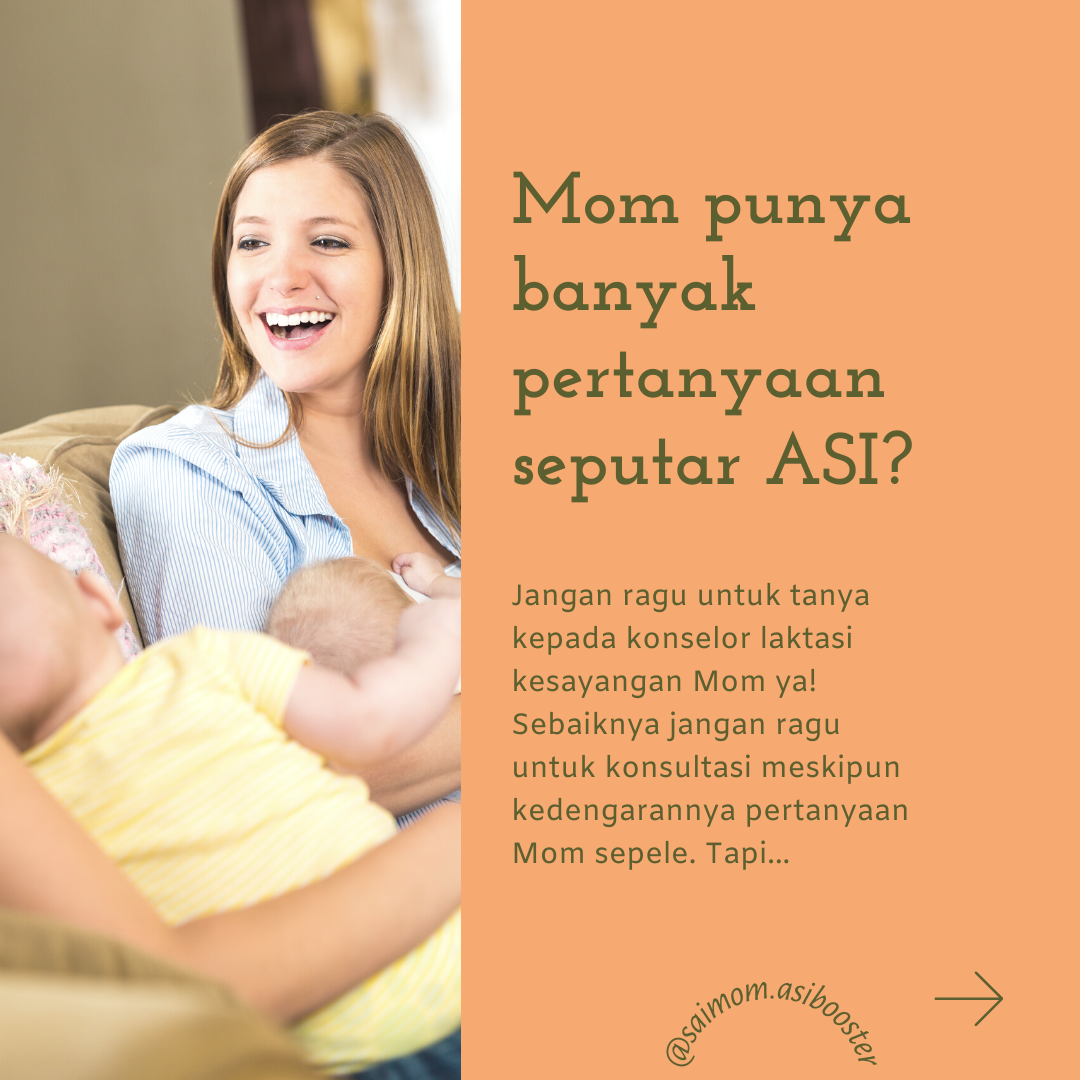 Mom punya
banyak
pertanyaan
seputar ASI?
Jangan ragu untuk tanya
kepada konselor laktasi
kesayangan Mom ya!
Sebaiknya jangan ragu
untuk konsultasi meskipun
kedengarannya pertanyaan
Mom sepele. Tapi...
@saimom.asibooster